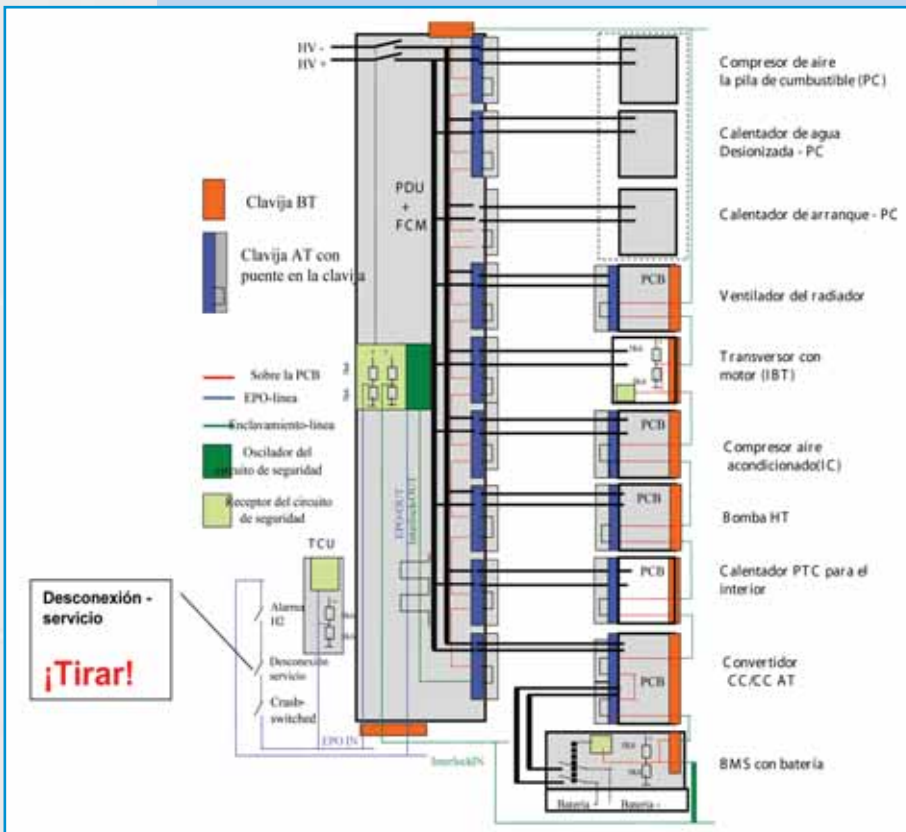 HV -
HV +
Compresor de aire
la pila de cumbustible (PC)
Calentador de agua
Desionizada - PC
Calentador de arranque - PC
PDU
+
FCM
Clavija BT
Clavija AT con
puente en la clavija
PCB
Ventilador del radiador
Transversor con
motor (IBT)
Sobre la PCB
EPO-línea
Enclavamiento-línea
Oscilador del
circuito de seguridad
Receptor del circuito
de seguridad
PCB
Compresor aire
acondicionado(IC)
PCB
Bomba HT
EPO-OUT
Interlock-OUT
TCU
PCB
Calentador PTC para el
interior
Desconexión -
servicio
¡Tirar!
Alarma
H2
Desconexión
servicio
Crash-
switched
PCB
Convertidor
CC/CC AT
EPO IN
InterlockIN
BMS con batería
Batería +
Batería -